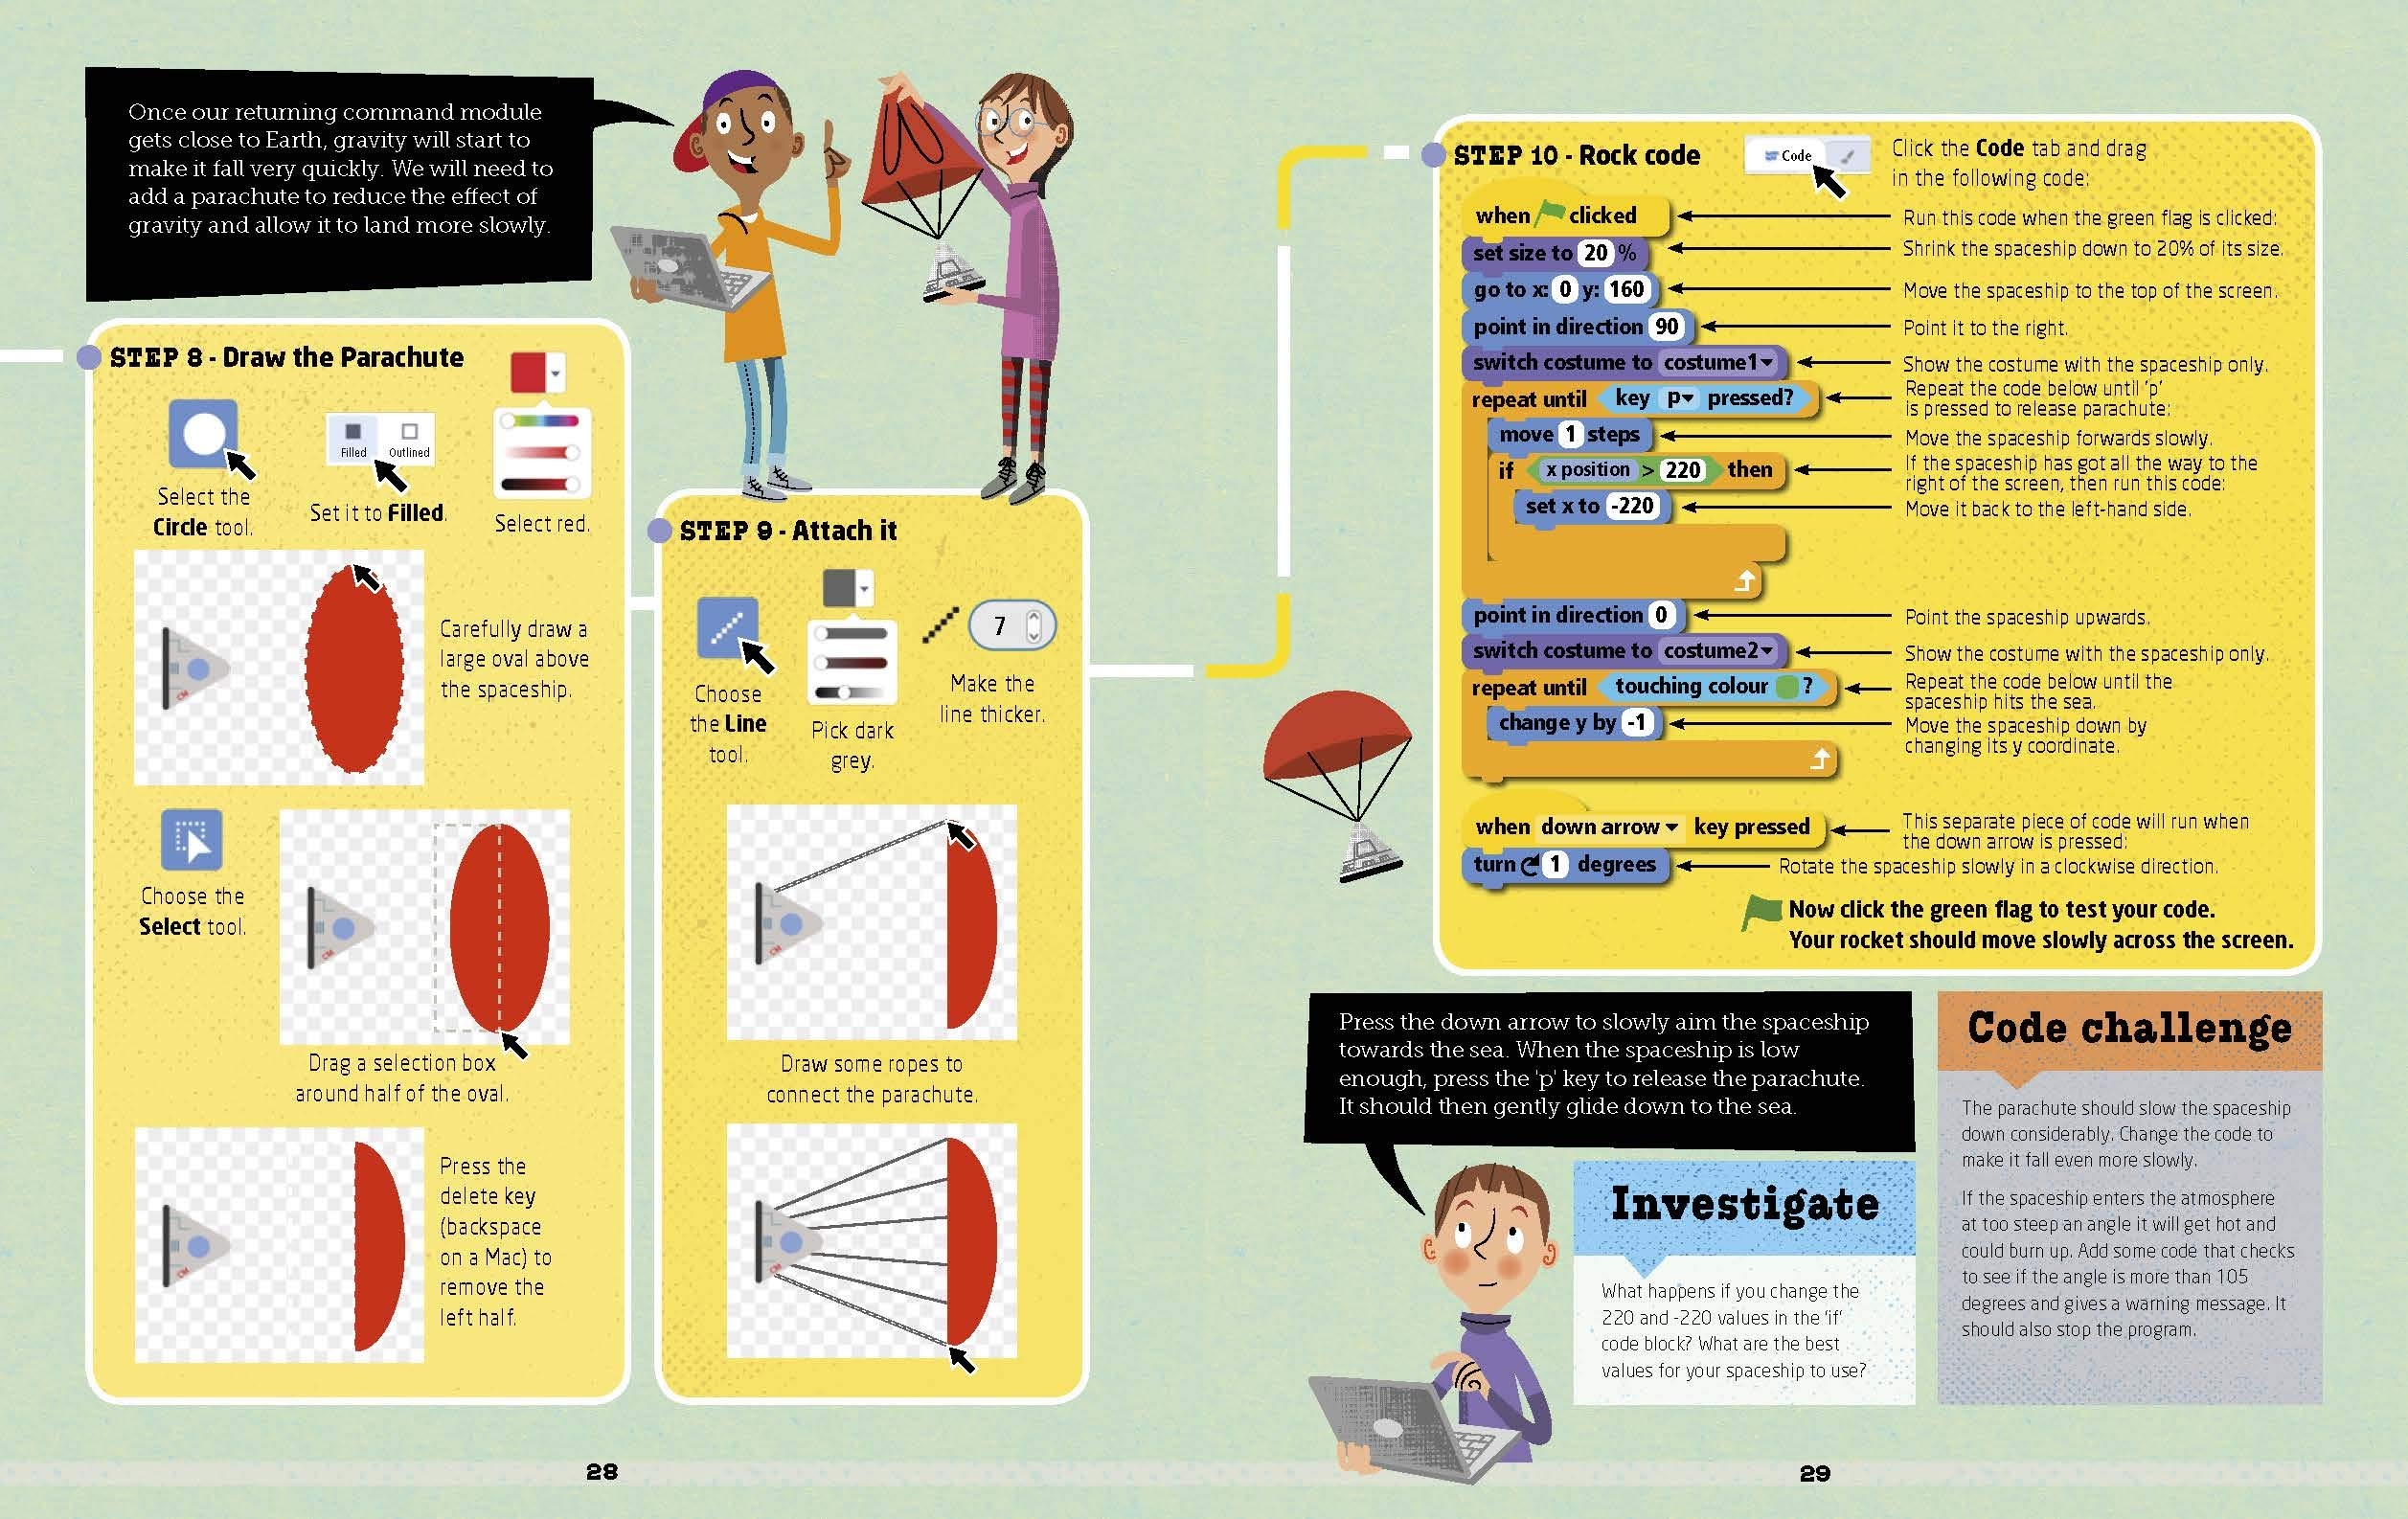 Once our returning command module
gets close to Earth, gravity will start to
make it fall very quickly. We will need to
add a parachute to reduce the effect of
gravity and allow it to land more slowly.
STEP 8 - Draw the Parachute
Select the
Circle tool.
Filled
Outlined
Set it to Filled.
Select red.
Carefully draw a
large oval above
the spaceship.
Choose the
Select tool.
Drag a selection box
around half of the oval.
Press the
delete key
(backspace
on a Mac) to
remove the
left half.
STEP 9 - Attach it
Choose
the Line
tool.
Pick dark
grey.
7
Make the
line thicker.
Draw some ropes to
connect the parachute.
28
STEP 10 - Rock code
Code
Click the Code tab and drag
in the following code:
when clicked
Run this code when the green flag is clicked:
set size to 20 %
Shrink the spaceship down to 20% of its size.
go to x: 0 y: 160
Move the spaceship to the top of the screen.
point in direction 90
Point it to the right.
switch costume to costume1
Show the costume with the spaceship only.
repeat until key p pressed?
Repeat the code below until 'p'
is pressed to release parachute:
move 1 steps
Move the spaceship forwards slowly.
if x position > 220 then
If the spaceship has got all the way to the
right of the screen, then run this code:
set x to -220
Move it back to the left-hand side.
point in direction 0
Point the spaceship upwards.
switch costume to costume2
Show the costume with the spaceship only.
repeat until touching colour ?
Repeat the code below until the
spaceship hits the sea.
change y by -1
Move the spaceship down by
changing its y coordinate.
when down arrow key pressed
This separate piece of code will run when
the down arrow is pressed:
turn 1 degrees
Rotate the spaceship slowly in a clockwise direction.
Now click the green flag to test your code.
Your rocket should move slowly across the screen.
Press the down arrow to slowly aim the spaceship
towards the sea. When the spaceship is low
enough, press the 'p' key to release the parachute.
It should then gently glide down to the sea.
Investigate
What happens if you change the
220 and -220 values in the 'if'
code block? What are the best
values for your spaceship to use?
Code challenge
The parachute should slow the spaceship
down considerably. Change the code to
make it fall even more slowly.
If the spaceship enters the atmosphere
at too steep an angle it will get hot and
could burn up. Add some code that checks
to see if the angle is more than 105
degrees and gives a warning message. It
should also stop the program.
29